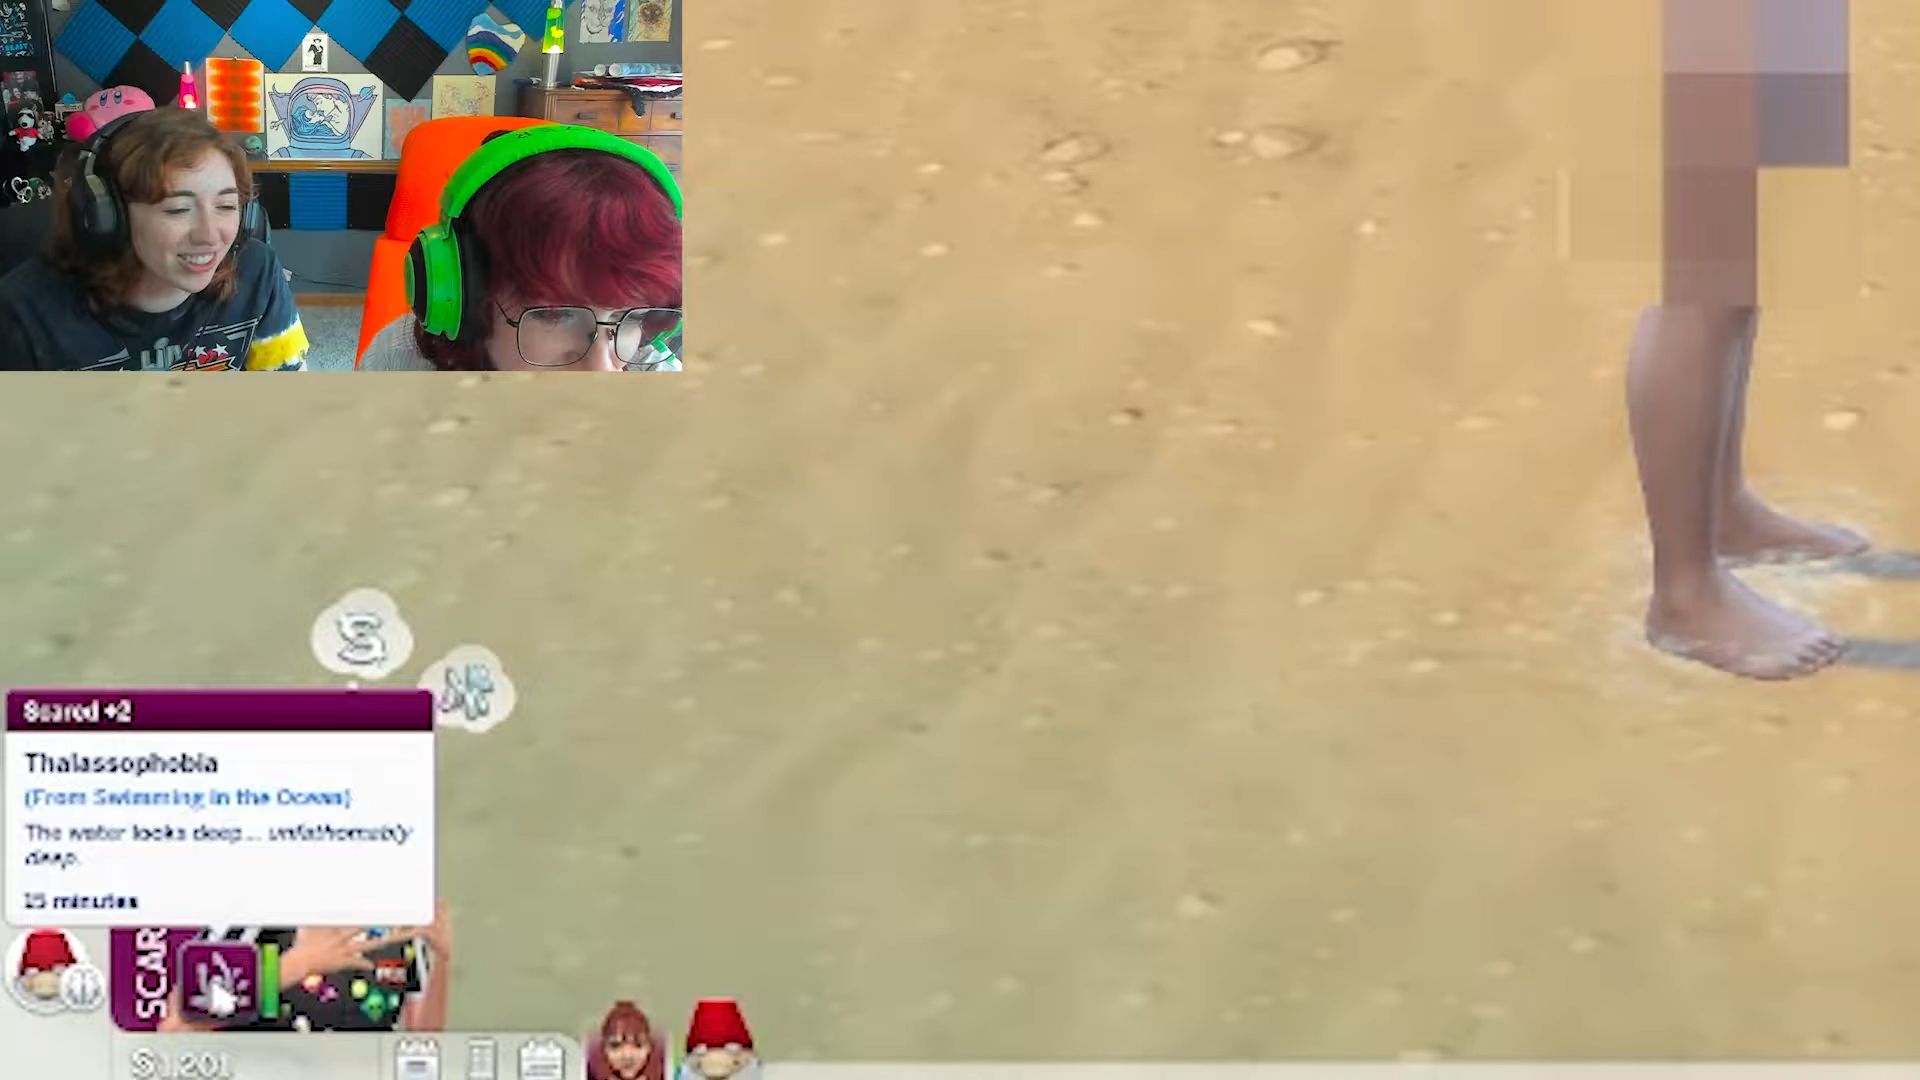 Scared +2
Thalassophobia
(From Swimming in the Ocean)
The water looks deep... unfathomably
deep.
15 minutes
SCAR
§1,201